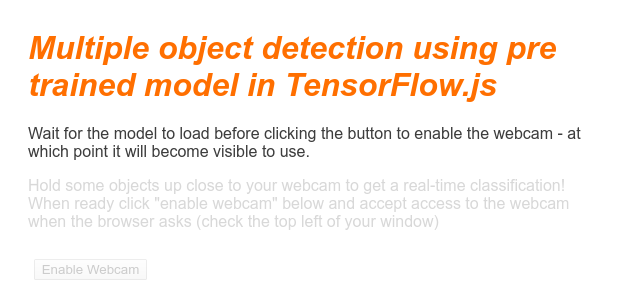 Multiple object detection using pre
trained model in TensorFlow.js
Wait for the model to load before clicking the button to enable the webcam - at
which point it will become visible to use.
Hold some objects up close to your webcam to get a real-time classification!
When ready click "enable webcam" below and accept access to the webcam
when the browser asks (check the top left of your window)
Enable Webcam